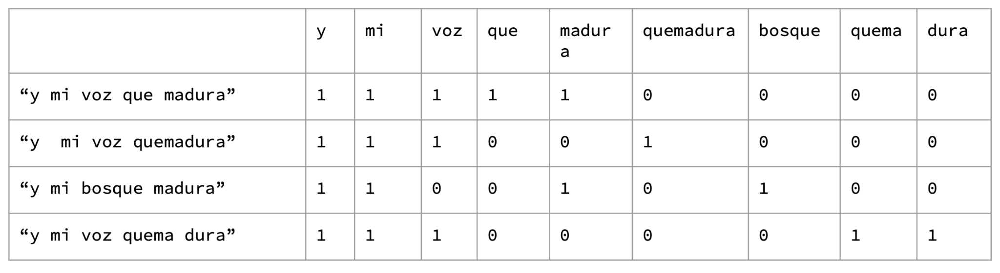 y mi voz que madur quemadura bosque quema dura
a
“y mi voz que madura” 1 1 1 1 1 0 0 0 0
“y  mi voz quemadura” 1 1 1 0 0 1 0 0 0
“y mi bosque madura” 1 1 0 0 1 0 1 0 0
“y mi voz quema dura” 1 1 1 0 0 0 0 1 1